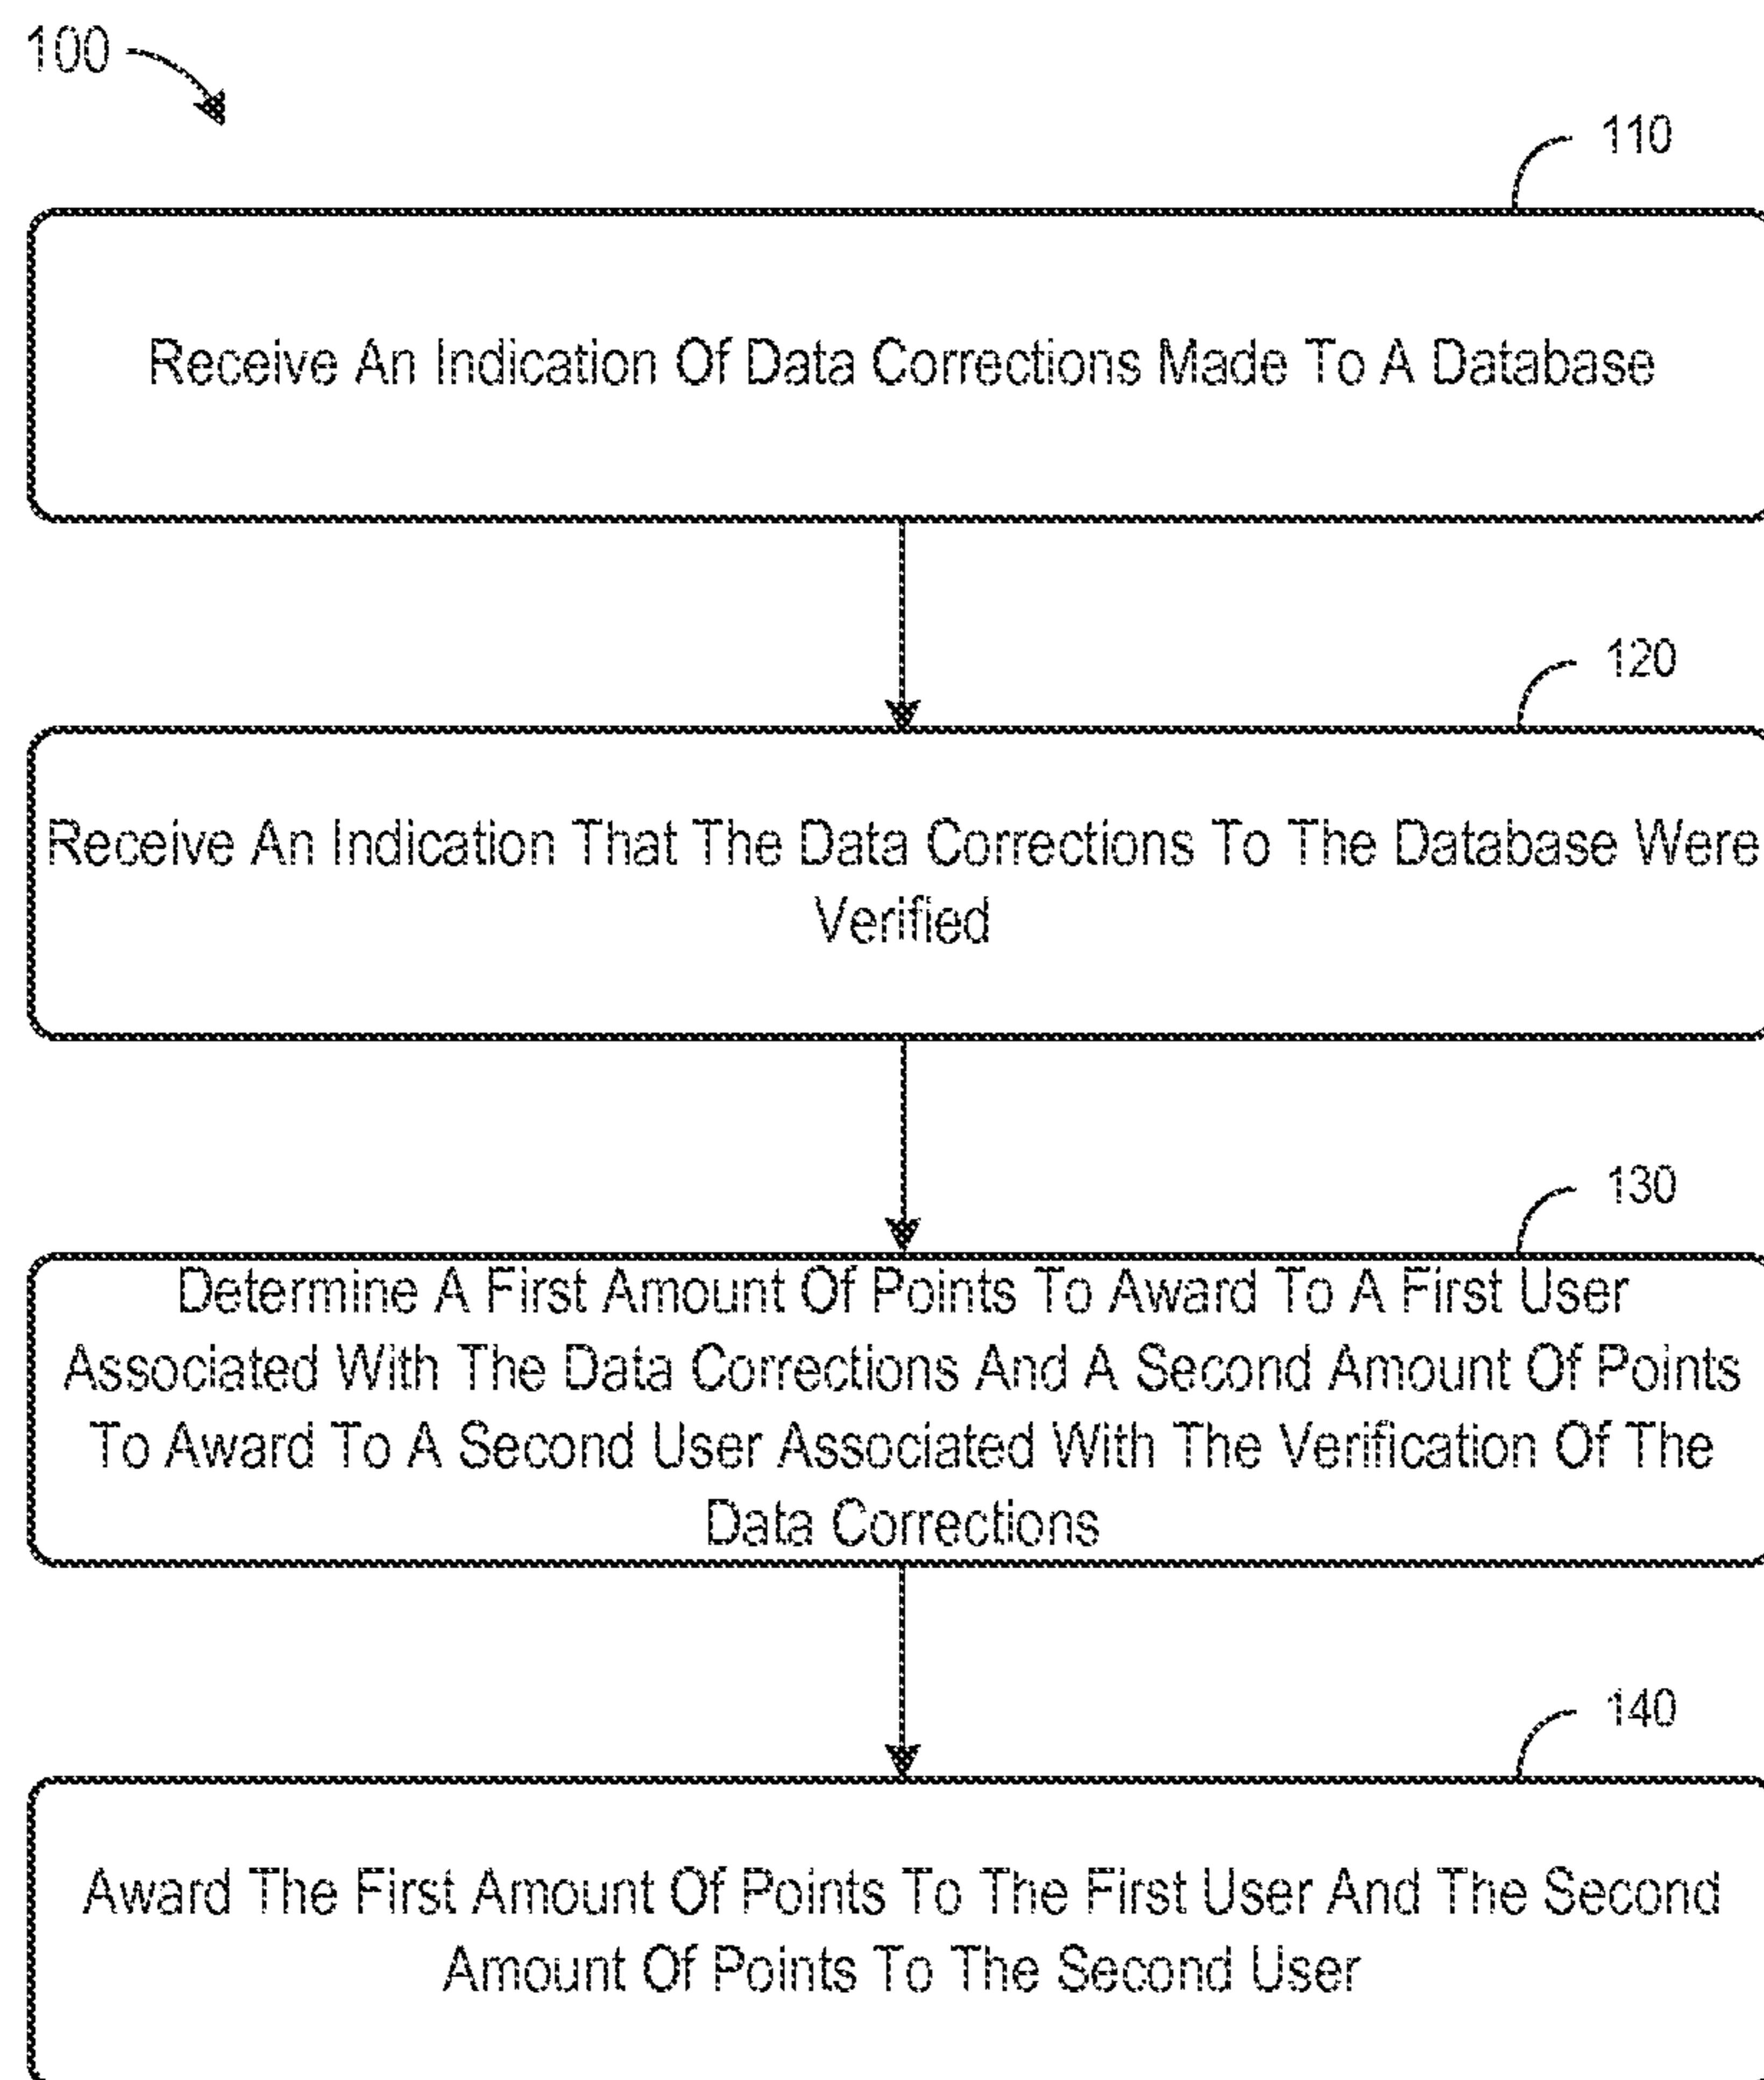 100
110
Receive An Indication Of Data Corrections Made To A Database
120
Receive An Indication That The Data Corrections To The Database Were
Verified
130
Determine A First Amount Of Points To Award To A First User
Associated With The Data Corrections And A Second Amount Of Points
To Award To A Second User Associated With The Verification Of The
Data Corrections
140
Award The First Amount Of Points To The First User And The Second
Amount Of Points To The Second User